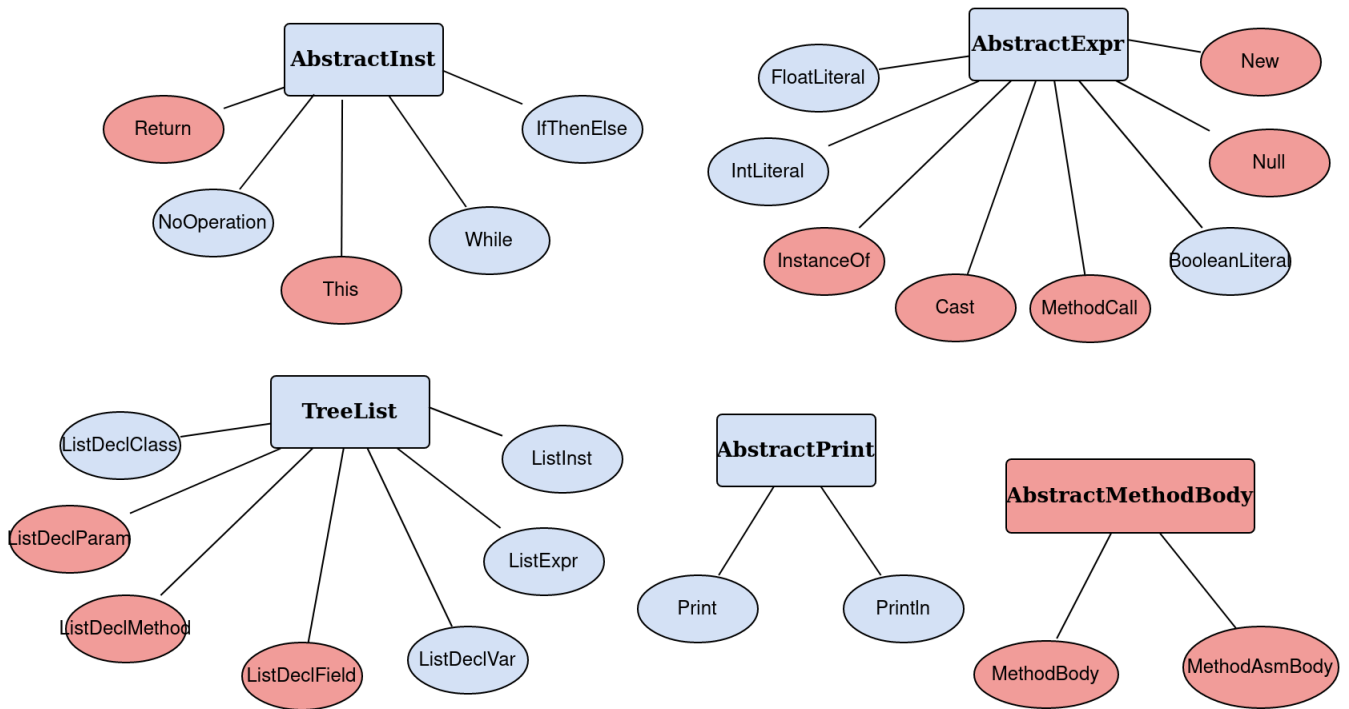 AbstractInst
Return
NoOperation
This
While
IfThenElse
AbstractExpr
FloatLiteral
IntLiteral
InstanceOf
Cast
MethodCall
BooleanLiteral
Null
New
TreeList
ListDeclClass
ListDeclParam
ListDeclMethod
ListDeclField
ListDeclVar
ListExpr
ListInst
AbstractPrint
Print
Println
AbstractMethodBody
MethodBody
MethodAsmBody